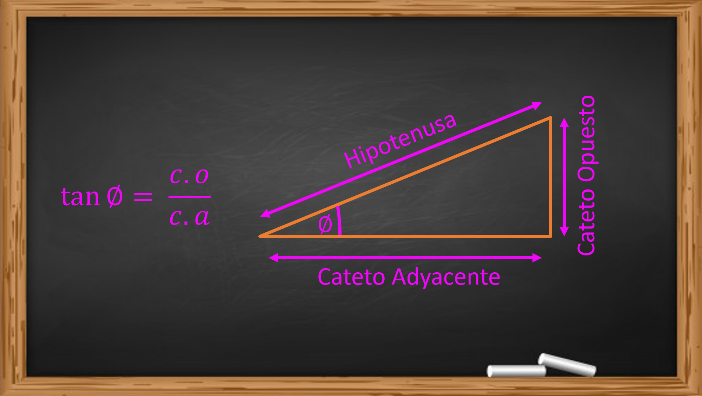 tan Ø = c.o / c.a
Hipotenusa
Cateto Opuesto
Ø
Cateto Adyacente